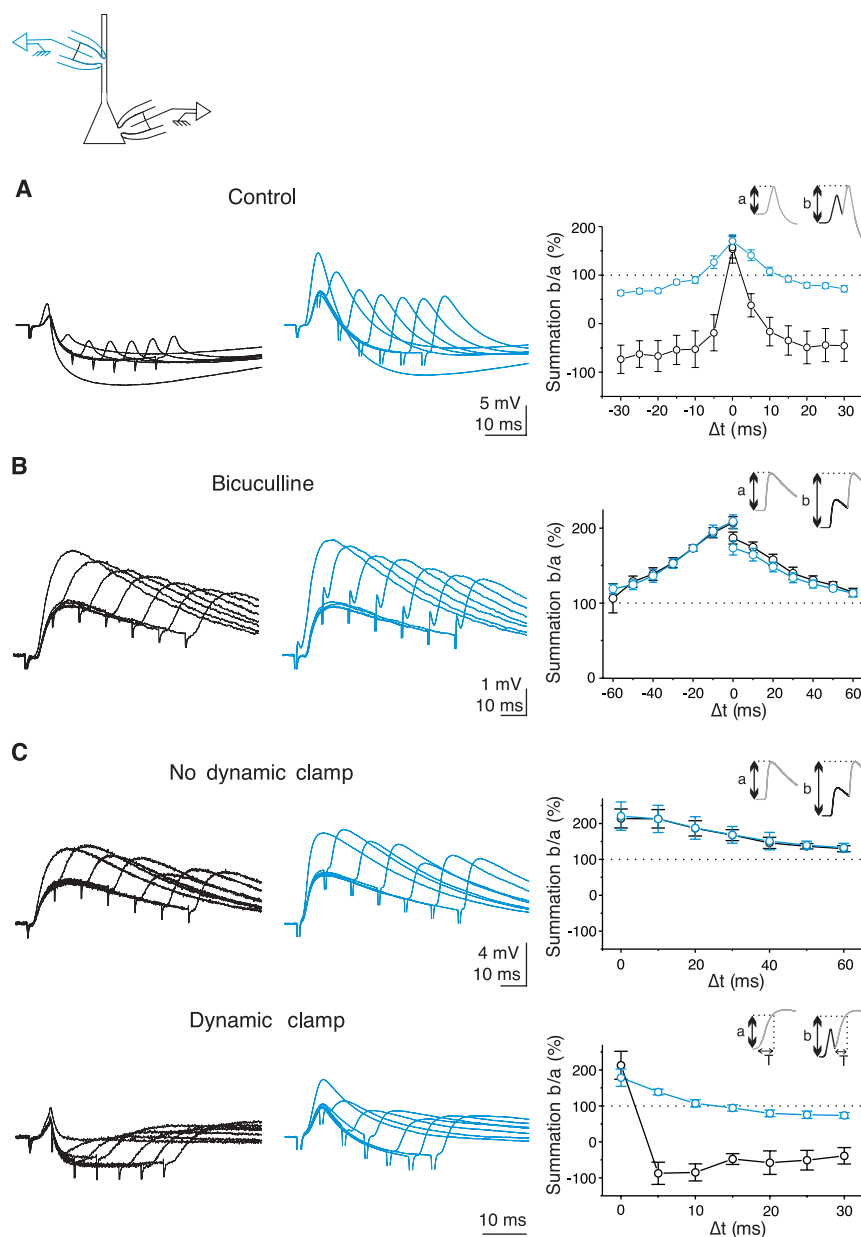 A
Control
5 mV
10 ms
Summation b/a (%)
200
100
0
-100
-30
-20
-10
0
10
20
30
Δt (ms)
a
b
B
Bicuculline
1 mV
10 ms
Summation b/a (%)
200
100
0
-60
-40
-20
0
20
40
60
Δt (ms)
a
b
C
No dynamic clamp
4 mV
10 ms
Summation b/a (%)
200
100
0
-100
0
20
40
60
Δt (ms)
a
b
Dynamic clamp
10 ms
Summation b/a (%)
200
100
0
-100
0
10
20
30
Δt (ms)
a
T
b
T